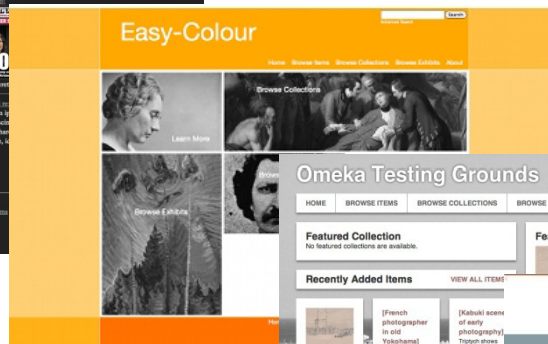 Search
Advanced Search
Easy-Colour
Home Browse Items Browse Collections Browse Exhibits About
Browse Collections
Learn More
Browse Exhibits
Omeka Testing Grounds
HOME BROWSE ITEMS BROWSE COLLECTIONS BROWSE
Featured Collection
No featured collections are available.
Fe
Recently Added Items VIEW ALL ITEMS
[French
photographer
in old
Yokohama]
[Kabuki scene
of early
photography]
Triptych shows